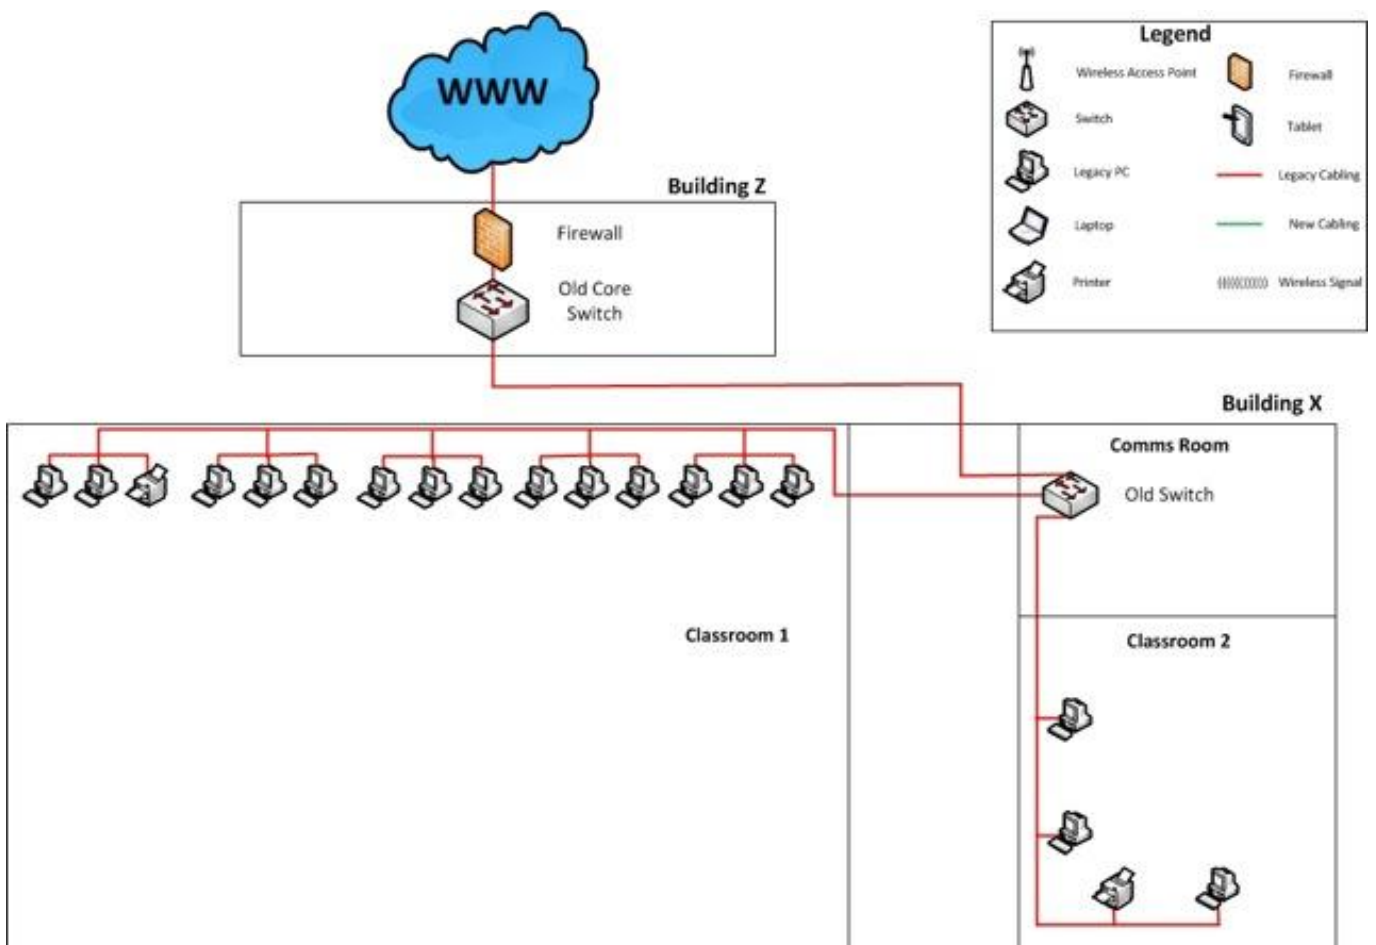 WWW
Legend
Wireless Access Point
Firewall
Switch
Tablet
Legacy PC
Legacy Cabling
Laptop
New Cabling
Printer
Wireless Signal
Building Z
Firewall
Old Core
Switch
Building X
Comms Room
Old Switch
Classroom 1
Classroom 2